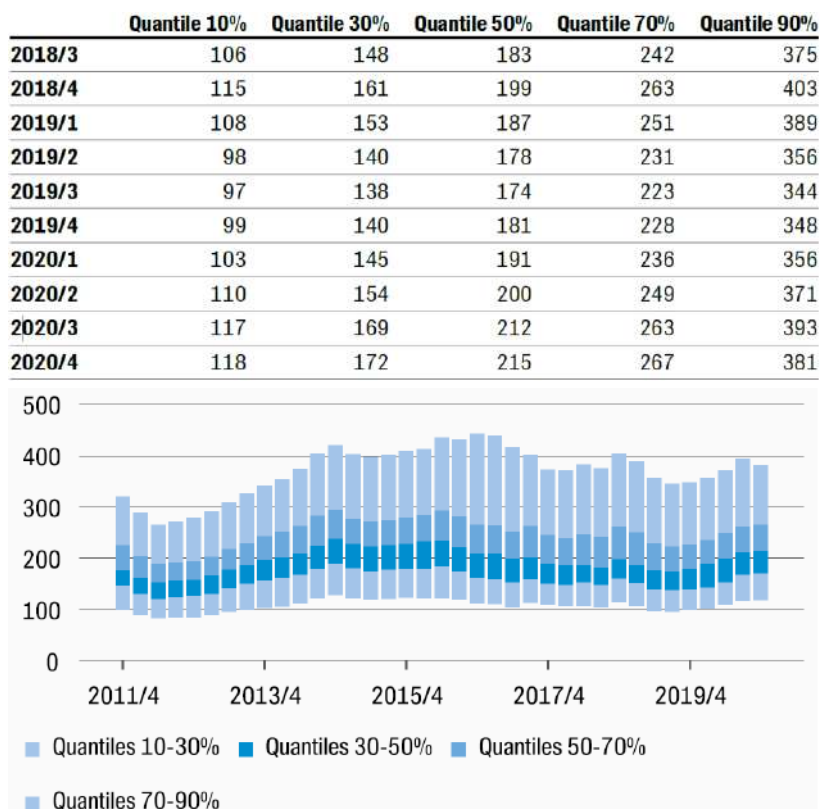 Quantile 10% Quantile 30% Quantile 50% Quantile 70% Quantile 90%
2018/3 106 148 183 242 375
2018/4 115 161 199 263 403
2019/1 108 153 187 251 389
2019/2 98 140 178 231 356
2019/3 97 138 174 223 344
2019/4 99 140 181 228 348
2020/1 103 145 191 236 356
2020/2 110 154 200 249 371
2020/3 117 169 212 263 393
2020/4 118 172 215 267 381
500
400
300
200
100
0
2011/4 2013/4 2015/4 2017/4 2019/4
Quantiles 10-30% Quantiles 30-50% Quantiles 50-70%
Quantiles 70-90%